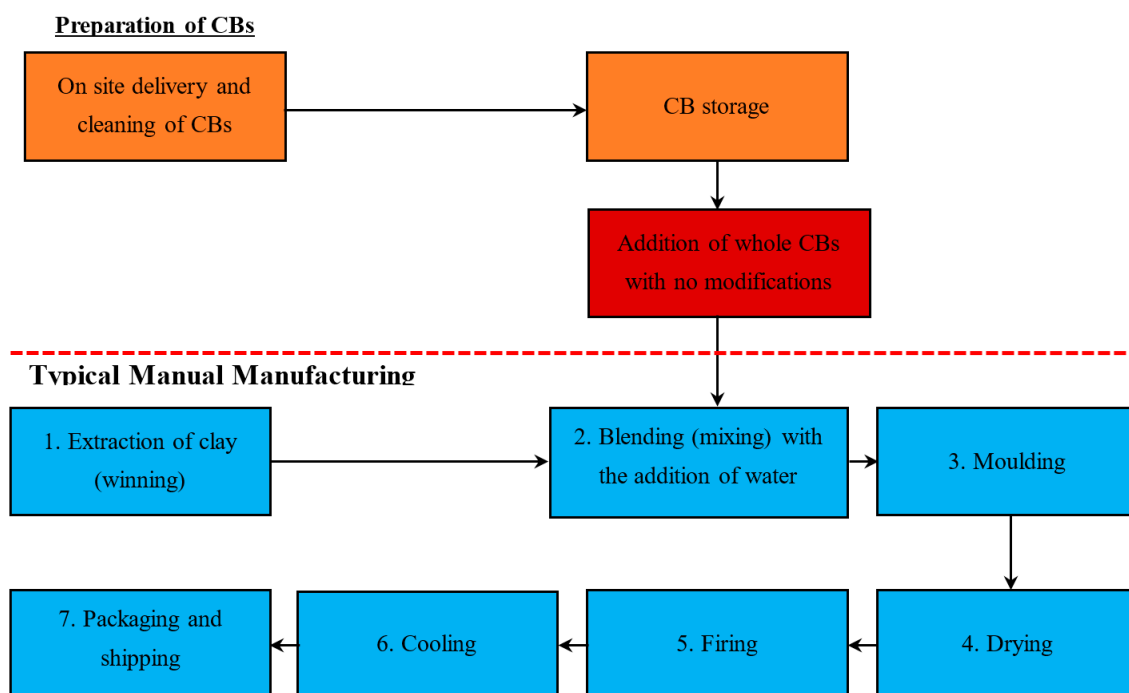 Preparation of CBs
On site delivery and
cleaning of CBs
CB storage
Addition of whole CBs
with no modifications
Typical Manual Manufacturing
1. Extraction of clay
(winning)
2. Blending (mixing) with
the addition of water
3. Moulding
7. Packaging and
shipping
6. Cooling
5. Firing
4. Drying